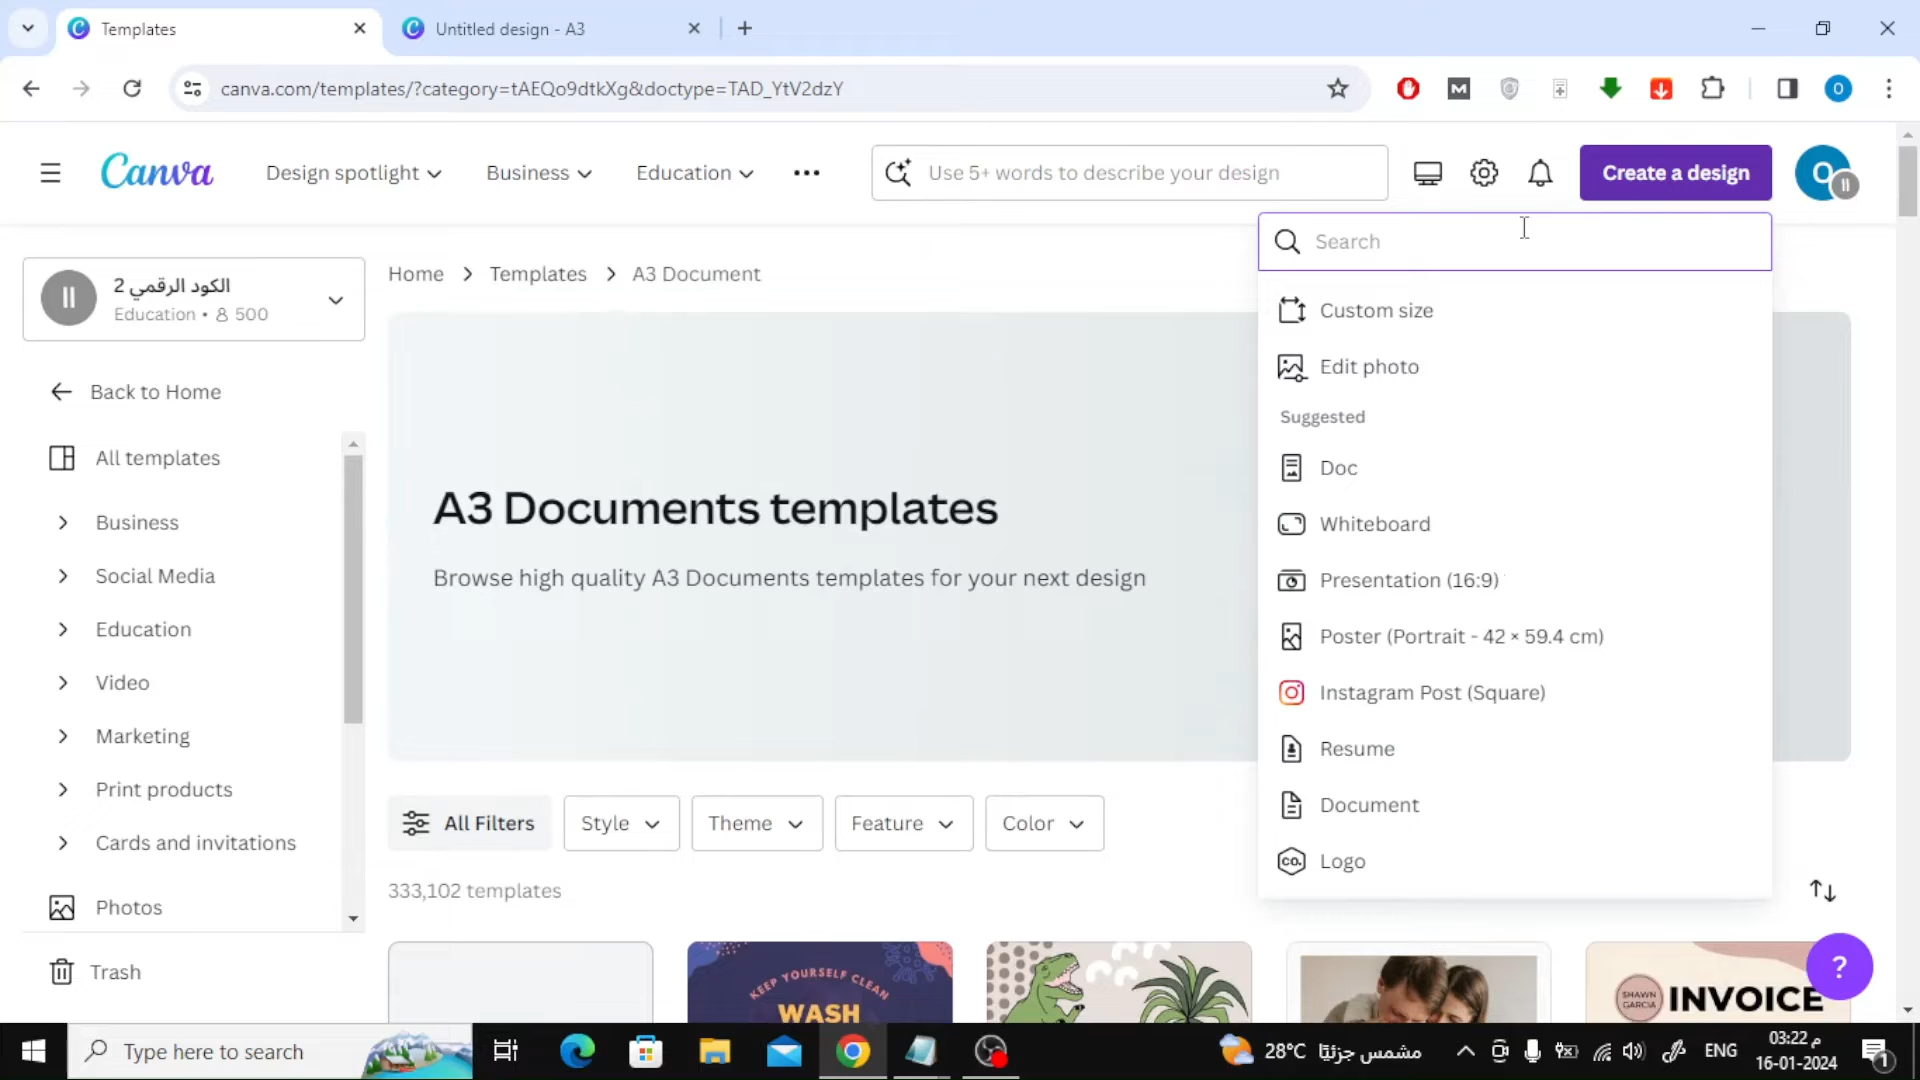 Templates
Untitled design - A3
canva.com/templates/?category=tAEQo9dtkXg&doctype=TAD_YtV2dzY
Canva
Design spotlight
Business
Education
Use 5+ words to describe your design
Create a design
O
Search
الكود الرقمي 2
Education • 500
Home > Templates > A3 Document
Custom size
Edit photo
Suggested
Doc
Whiteboard
Presentation (16:9)
Poster (Portrait - 42 × 59.4 cm)
Instagram Post (Square)
Resume
Document
CO.
Logo
Back to Home
All templates
Business
Social Media
Education
Video
Marketing
Print products
Cards and invitations
Photos
Trash
A3 Documents templates
Browse high quality A3 Documents templates for your next design
All Filters
Style
Theme
Feature
Color
333,102 templates
KEEP YOURSELF CLEAN
WASH
SHAWN GARCIA
INVOICE
?
Type here to search
28°C مشمس جزئيًا
ENG
03:22 م
16-01-2024
1